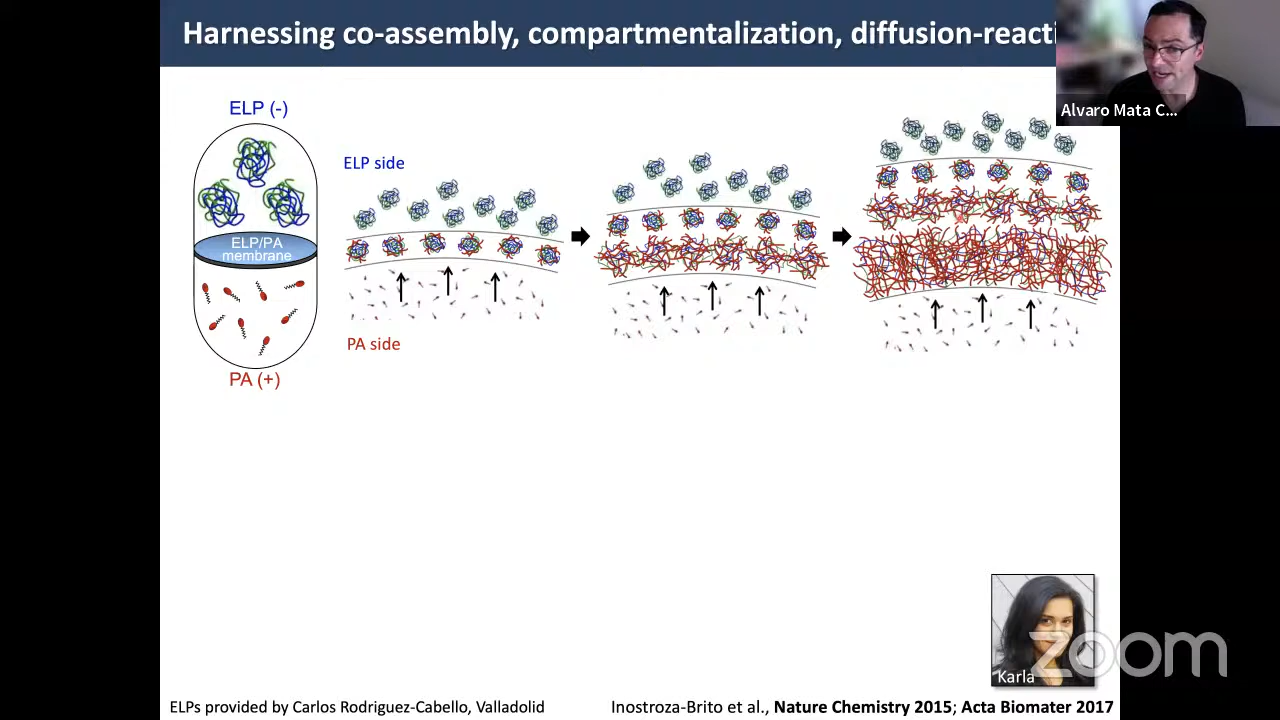 Harnessing co-assembly, compartmentalization, diffusion-reacti
Alvaro Mata C...
ELP (-)
ELP side
ELP/PA
membrane
PA side
PA (+)
Karla
zoom
ELPs provided by Carlos Rodriguez-Cabello, Valladolid
Inostroza-Brito et al., Nature Chemistry 2015; Acta Biomater 2017